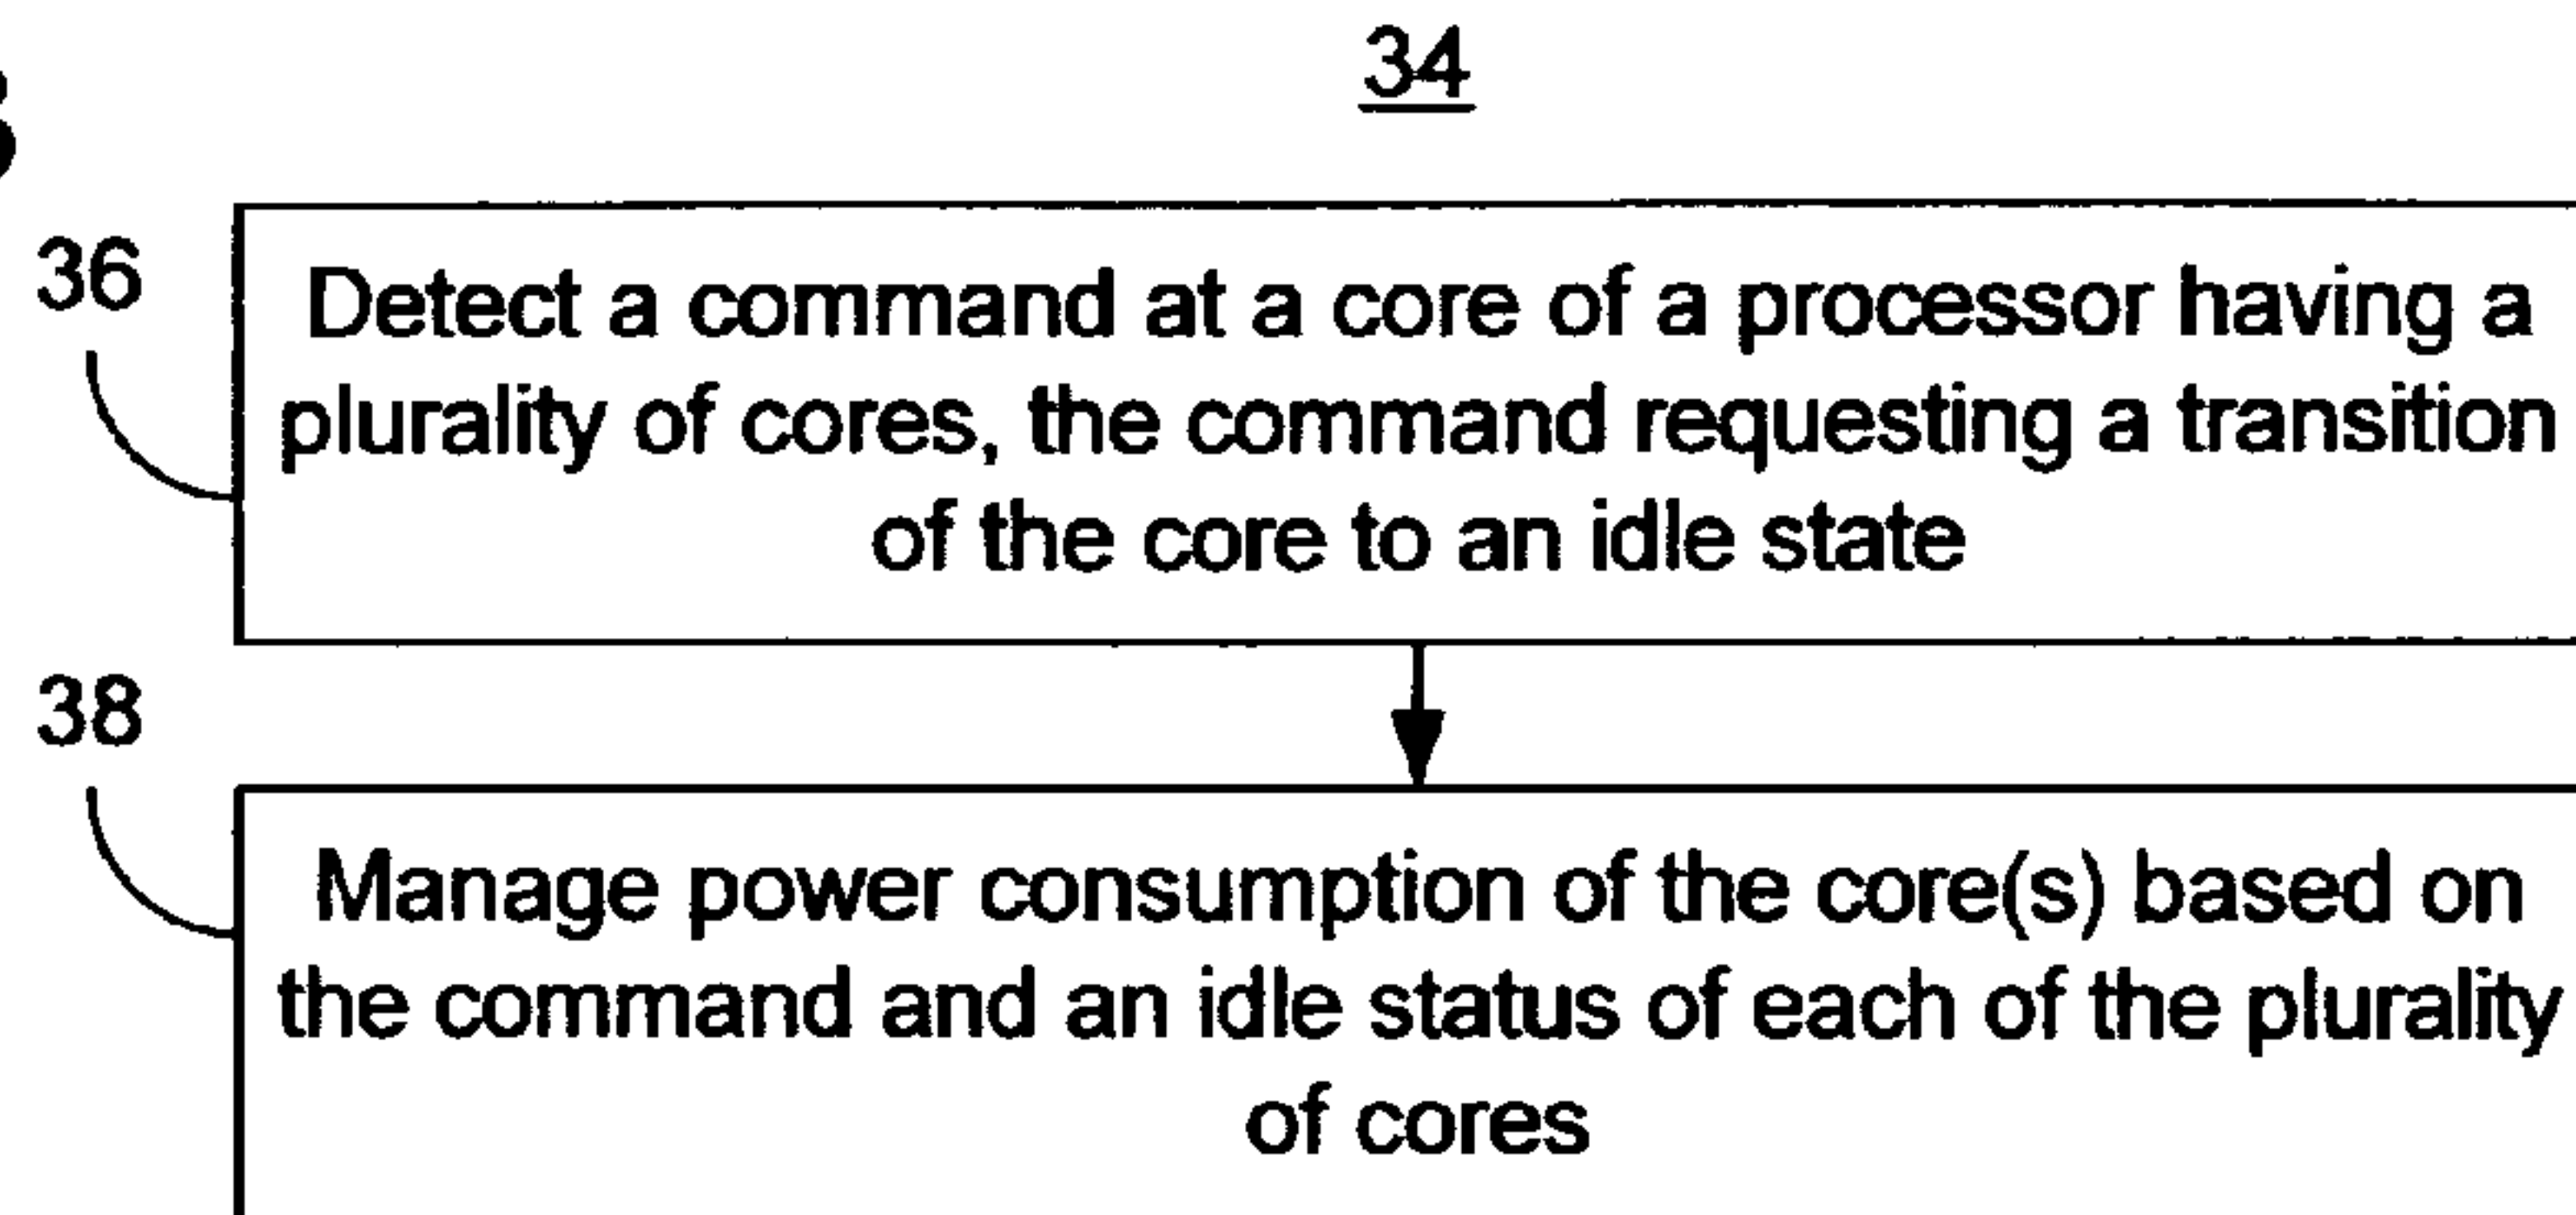 34
36
Detect a command at a core of a processor having a
plurality of cores, the command requesting a transition
of the core to an idle state
38
Manage power consumption of the core(s) based on
the command and an idle status of each of the plurality
of cores